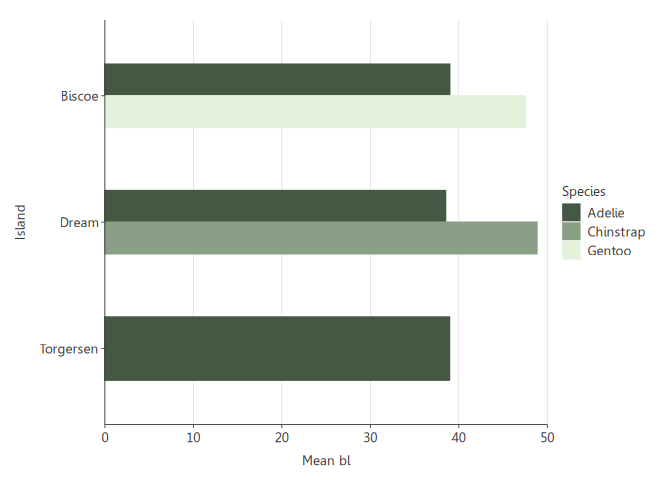 Island
Biscoe
Dream
Torgersen
0 10 20 30 40 50
Mean bl
Species
Adelie
Chinstrap
Gentoo